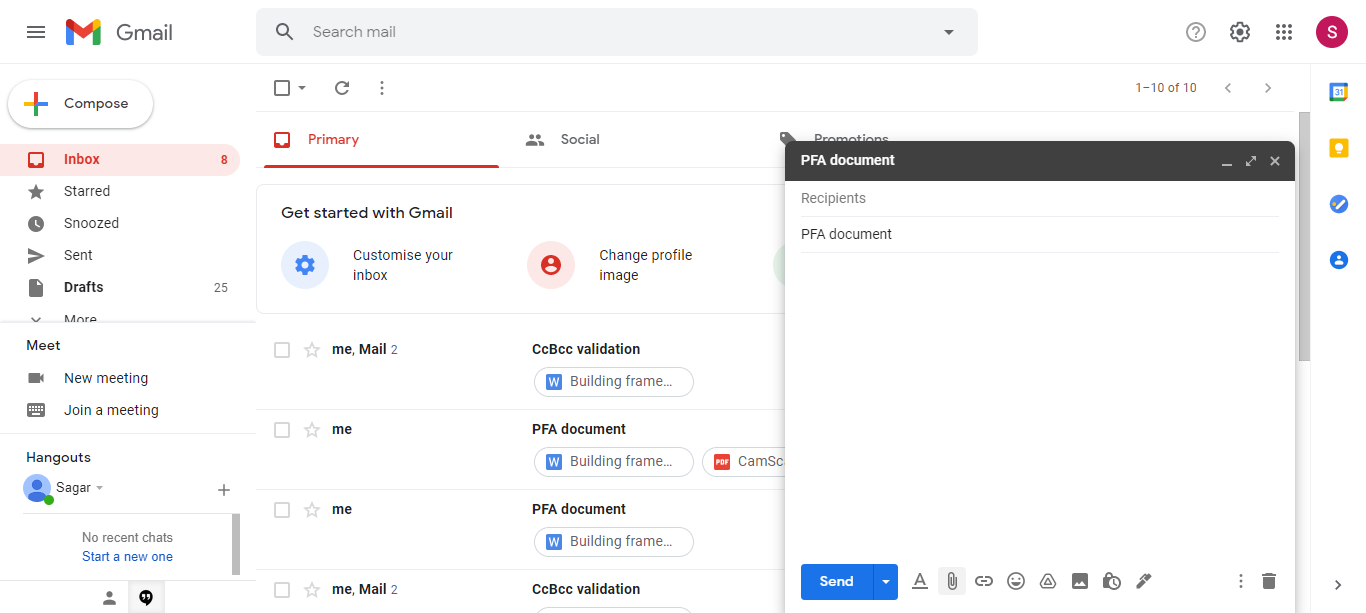 Gmail
Search mail
S
Compose
1–10 of 10
31
Primary
Social
Promotions
Inbox 8
Starred
Snoozed
Sent
Drafts 25
More
Meet
New meeting
Join a meeting
Hangouts
Sagar
No recent chats
Start a new one
Get started with Gmail
Customise your
inbox
Change profile
image
me, Mail 2 CcBcc validation
W Building frame...
me PFA document
W Building frame...
PDF CamSc
me PFA document
W Building frame...
me, Mail 2 CcBcc validation
PFA document
Recipients
PFA document
Send